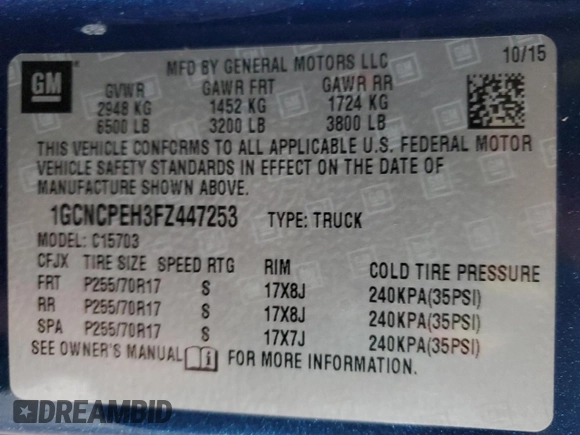 GM
MFD BY GENERAL MOTORS LLC 10/15
GVWR GAWR FRT GAWR RR
2948 KG 1452 KG 1724 KG
6500 LB 3200 LB 3800 LB
THIS VEHICLE CONFORMS TO ALL APPLICABLE U.S. FEDERAL MOTOR
VEHICLE SAFETY STANDARDS IN EFFECT ON THE DATE OF
MANUFACTURE SHOWN ABOVE.
1GCNCPEH3FZ447253 TYPE: TRUCK
MODEL: C15703
CFJX TIRE SIZE SPEED RTG RIM COLD TIRE PRESSURE
FRT P255/70R17 S 17X8J 240KPA(35PSI)
RR P255/70R17 S 17X8J 240KPA(35PSI)
SPA P255/70R17 S 17X7J 240KPA(35PSI)
SEE OWNER'S MANUAL i FOR MORE INFORMATION.
DREAMBID